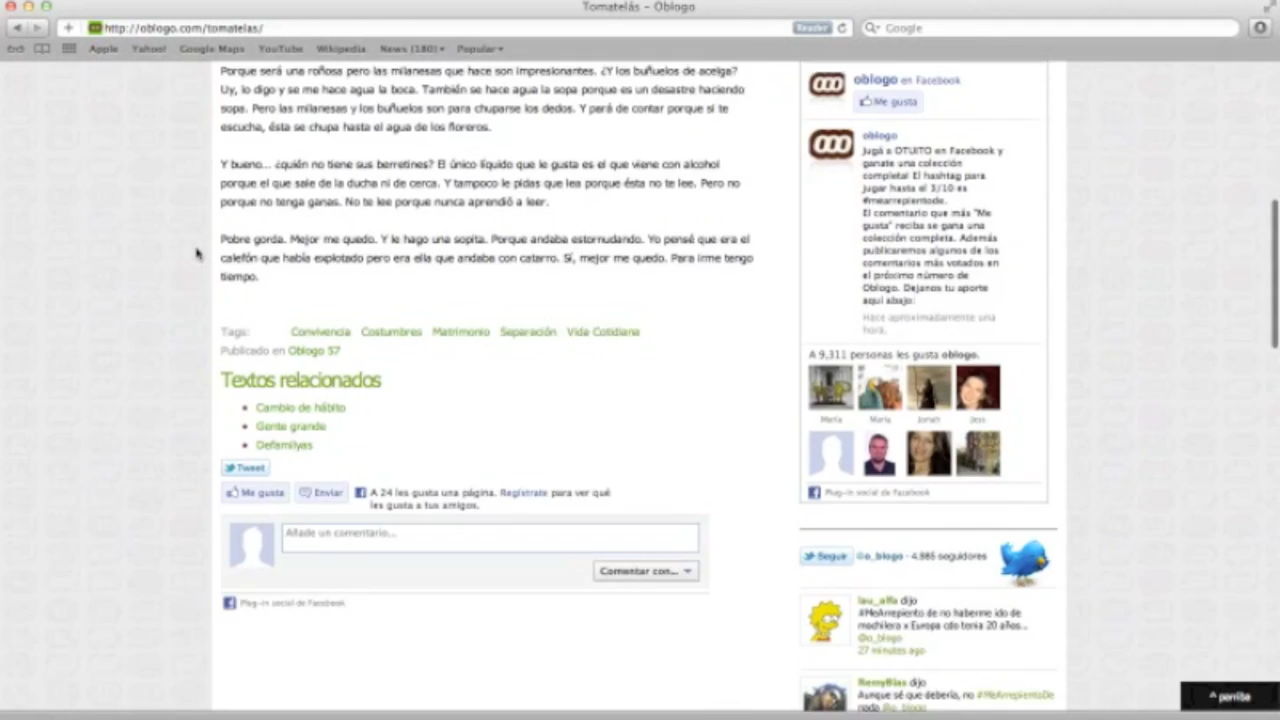 Tomatelás – Oblogo
http://oblogo.com/tomatelas/
Reader
Google
Apple
Yahoo!
Google Maps
YouTube
Wikipedia
News (180)
Popular
Porque será una roñosa pero las milanesas que hace son impresionantes. ¿Y los buñuelos de acelga?
Uy, lo digo y se me hace agua la boca. También se hace agua la sopa porque es un desastre haciendo
sopa. Pero las milanesas y los buñuelos son para chuparse los dedos. Y pará de contar porque si te
escucha, ésta se chupa hasta el agua de los floreros.
Y bueno... ¿quién no tiene sus berretines? El único líquido que le gusta es el que viene con alcohol
porque el que sale de la ducha ni de cerca. Y tampoco le pidas que lea porque ésta no te lee. Pero no
porque no tenga ganas. No te lee porque nunca aprendió a leer.
Pobre gorda. Mejor me quedo. Y le hago una sopita. Porque andaba estornudando. Yo pensé que era el
calefón que había explotado pero era ella que andaba con catarro. Sí, mejor me quedo. Para irme tengo
tiempo.
Tags: Convivencia Costumbres Matrimonio Separación Vida Cotidiana
Publicado en Oblogo 57
Textos relacionados
Cambio de hábito
Gente grande
Defamilyas
Tweet
Me gusta
Enviar
A 24 les gusta una página. Regístrate para ver qué
les gusta a tus amigos.
Añade un comentario...
Comentar con...
Plug-in social de Facebook
oblogo en Facebook
Me gusta
oblogo
Jugá a OTUITO en Facebook y
ganate una colección
completa! El hashtag para
jugar hasta el 3/10 es
#mearrepientode.
El comentario que más "Me
gusta" reciba se gana una
colección completa. Además
publicaremos algunos de los
comentarios más votados en
el próximo número de
Oblogo. Dejanos tu aporte
aquí abajo:
Hace aproximadamente una
hora.
A 9,311 personas les gusta oblogo.
María
María
Jonah
Jess
Plug-in social de Facebook
Seguir
@o_blogo · 4.985 seguidores
lau_alfa dijo
#MeArrepiento de no haberme ido de
mochilera x Europa cdo tenia 20 años...
@o_blogo
27 minutes ago
RemyBlas dijo
Aunque sé que debería, no #MeArrepientoDe
nada @o_blogo
^ parriba